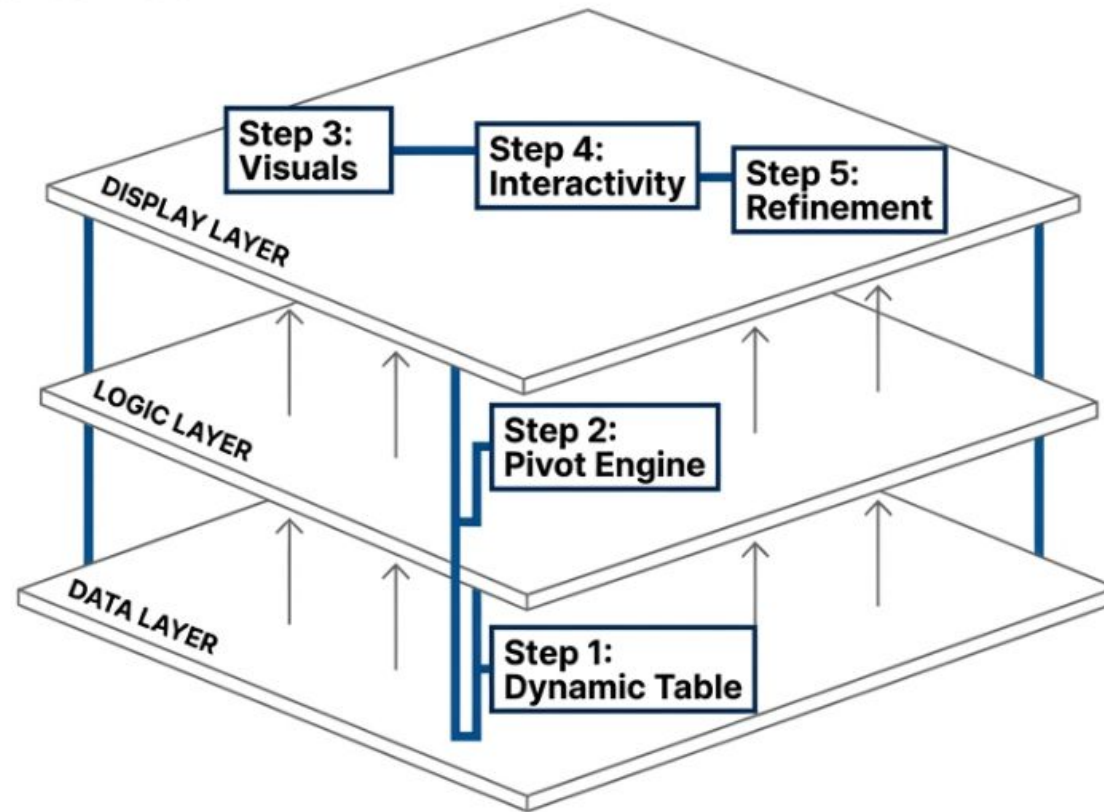 Step 3:
Visuals
Step 4:
Interactivity
Step 5:
Refinement
DISPLAY LAYER
LOGIC LAYER
Step 2:
Pivot Engine
DATA LAYER
Step 1:
Dynamic Table